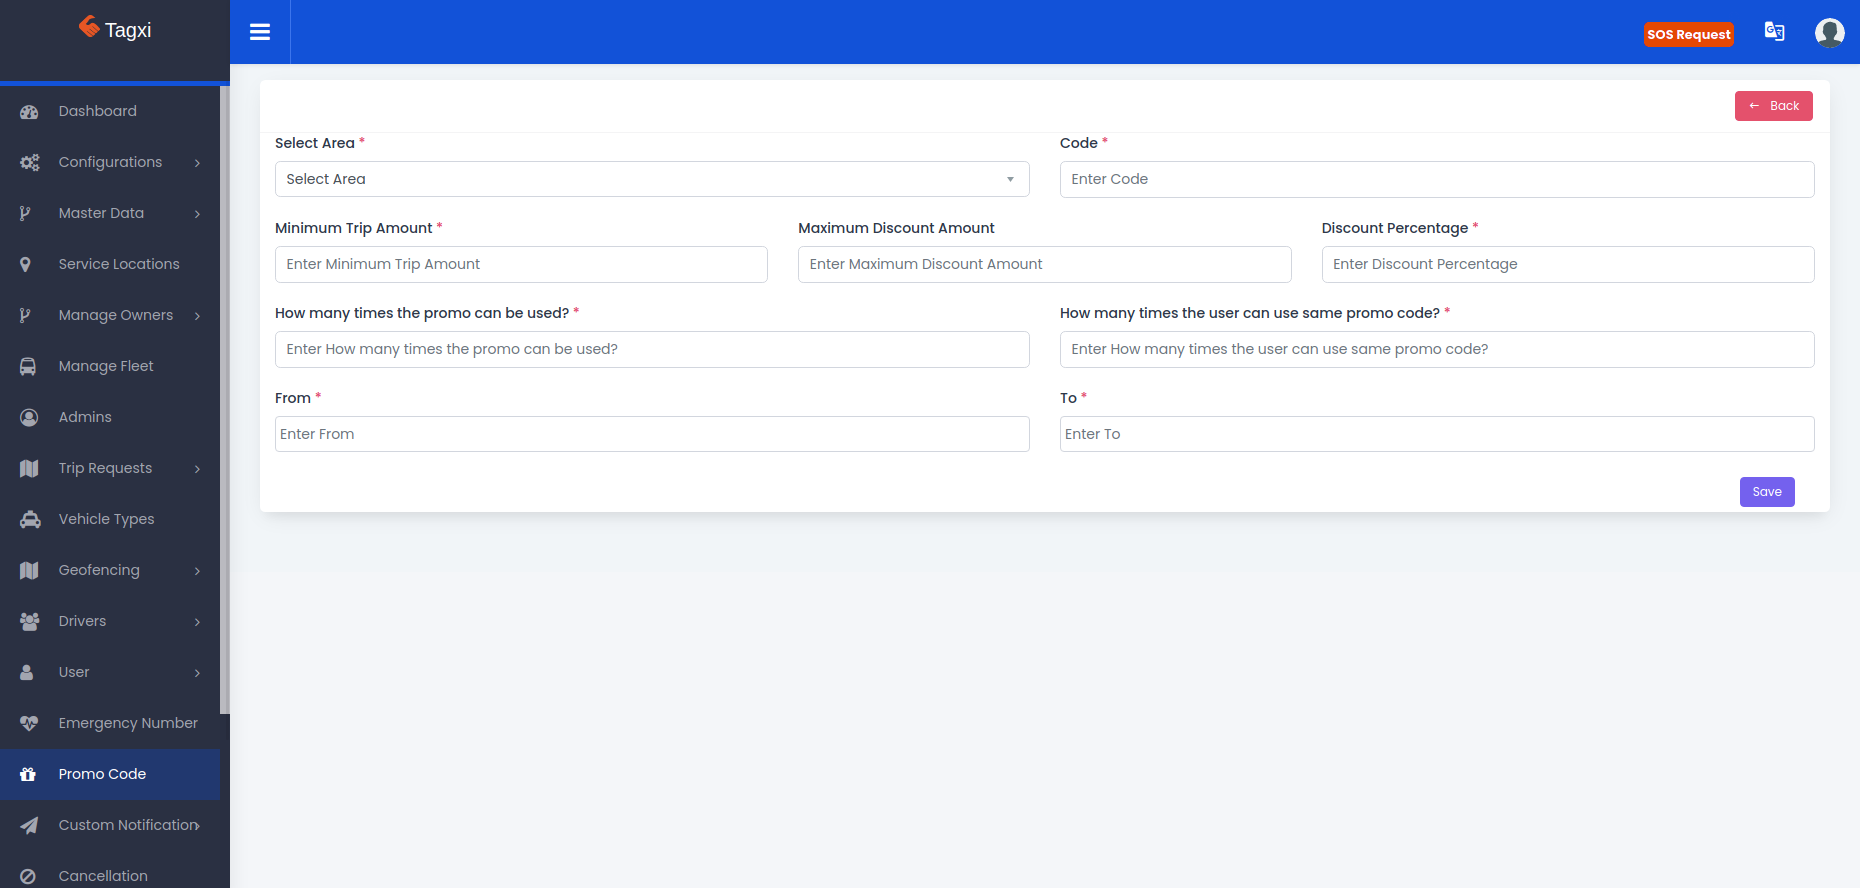 Tagxi
SOS Request
Dashboard
Configurations
Master Data
Service Locations
Manage Owners
Manage Fleet
Admins
Trip Requests
Vehicle Types
Geofencing
Drivers
User
Emergency Number
Promo Code
Custom Notification
Cancellation
← Back
Select Area * Code *
Select Area Enter Code
Minimum Trip Amount * Maximum Discount Amount Discount Percentage *
Enter Minimum Trip Amount Enter Maximum Discount Amount Enter Discount Percentage
How many times the promo can be used? * How many times the user can use same promo code? *
Enter How many times the promo can be used? Enter How many times the user can use same promo code?
From * To *
Enter From Enter To
Save